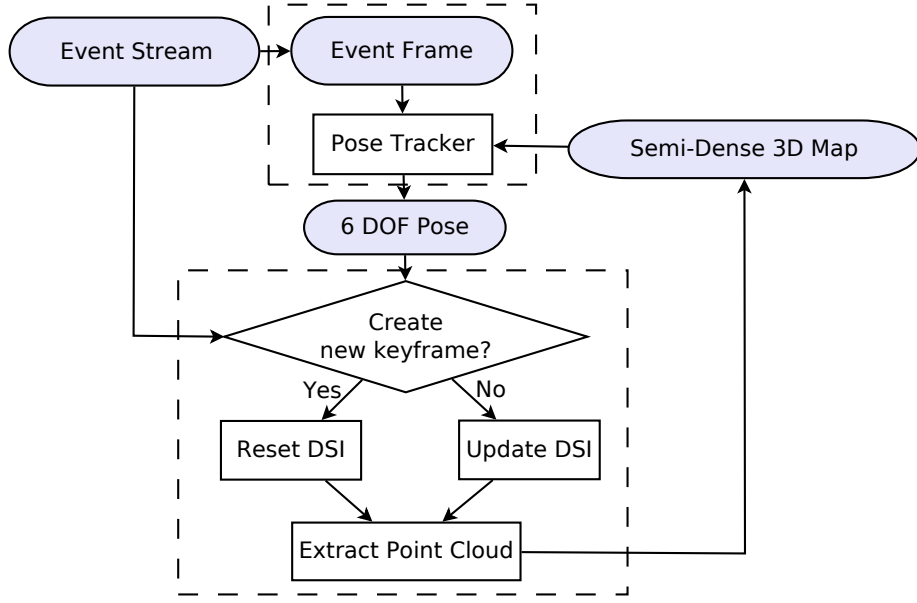 Event Stream
Event Frame
Pose Tracker
Semi-Dense 3D Map
6 DOF Pose
Create
new keyframe?
Yes
No
Reset DSI
Update DSI
Extract Point Cloud